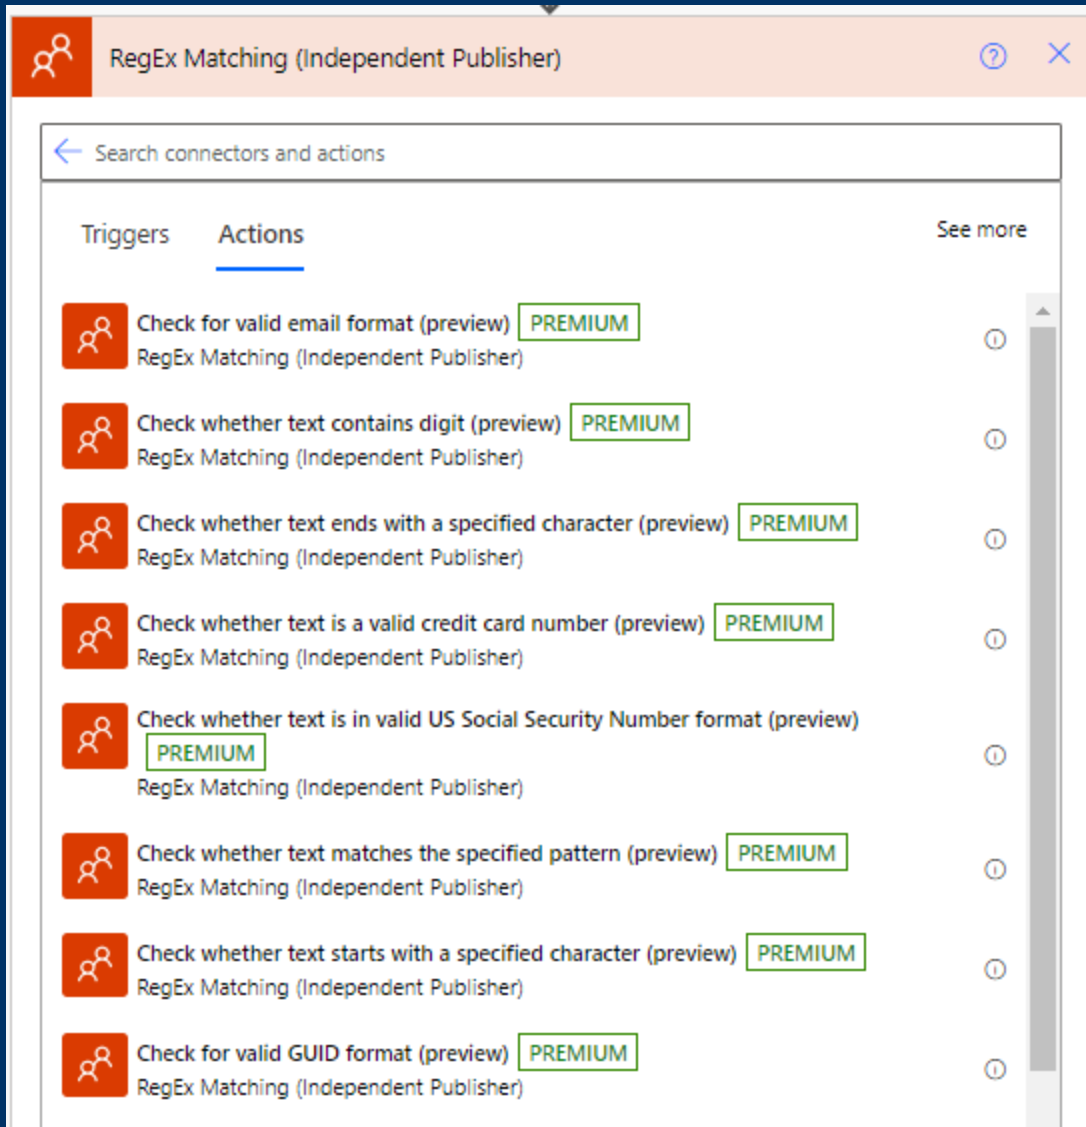 RegEx Matching (Independent Publisher)
Search connectors and actions
Triggers Actions See more
Check for valid email format (preview) PREMIUM
RegEx Matching (Independent Publisher)
Check whether text contains digit (preview) PREMIUM
RegEx Matching (Independent Publisher)
Check whether text ends with a specified character (preview) PREMIUM
RegEx Matching (Independent Publisher)
Check whether text is a valid credit card number (preview) PREMIUM
RegEx Matching (Independent Publisher)
Check whether text is in valid US Social Security Number format (preview)
PREMIUM
RegEx Matching (Independent Publisher)
Check whether text matches the specified pattern (preview) PREMIUM
RegEx Matching (Independent Publisher)
Check whether text starts with a specified character (preview) PREMIUM
RegEx Matching (Independent Publisher)
Check for valid GUID format (preview) PREMIUM
RegEx Matching (Independent Publisher)